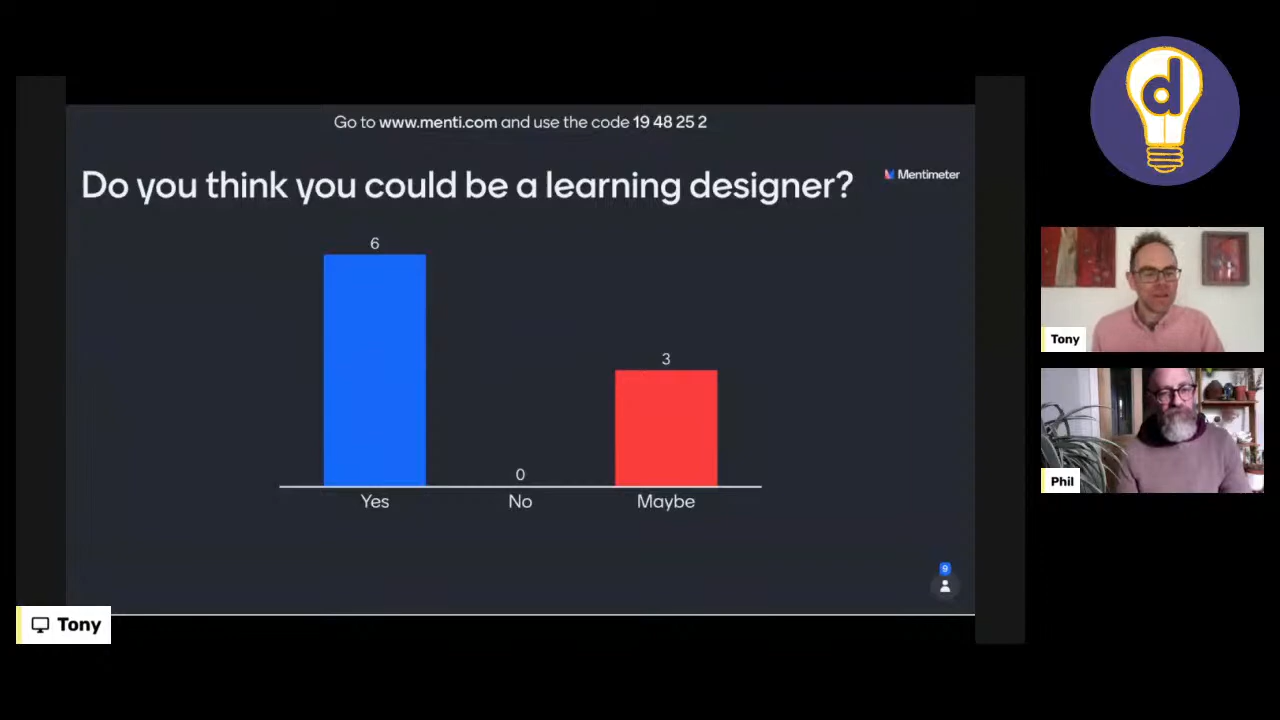 Go to www.menti.com and use the code 19 48 25 2
Do you think you could be a learning designer?
Mentimeter
6
0
3
Yes
No
Maybe
9
Tony
d
Tony
Phil